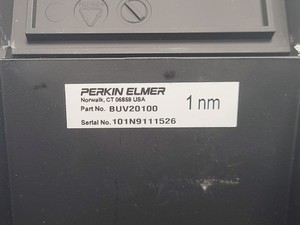 PERKIN ELMER
Norwalk, CT 06859 USA
Part No. BUV20100
Serial No. 101N9111526
1 nm